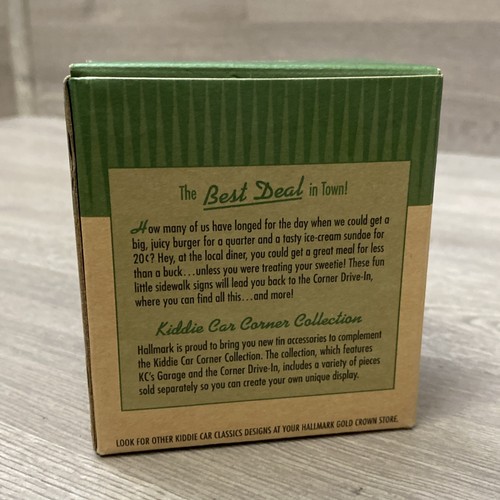 The Best Deal in Town!
How many of us have longed for the day when we could get a
big, juicy burger for a quarter and a tasty ice-cream sundae for
20¢? Hey, at the local diner, you could get a great meal for less
than a buck...unless you were treating your sweetie! These fun
little sidewalk signs will lead you back to the Corner Drive-In,
where you can find all this...and more!
Kiddie Car Corner Collection
Hallmark is proud to bring you new tin accessories to complement
the Kiddie Car Corner Collection. The collection, which features
KC's Garage and the Corner Drive-In, includes a variety of pieces
sold separately so you can create your own unique display.
LOOK FOR OTHER KIDDIE CAR CLASSICS DESIGNS AT YOUR HALLMARK GOLD CROWN STORE.